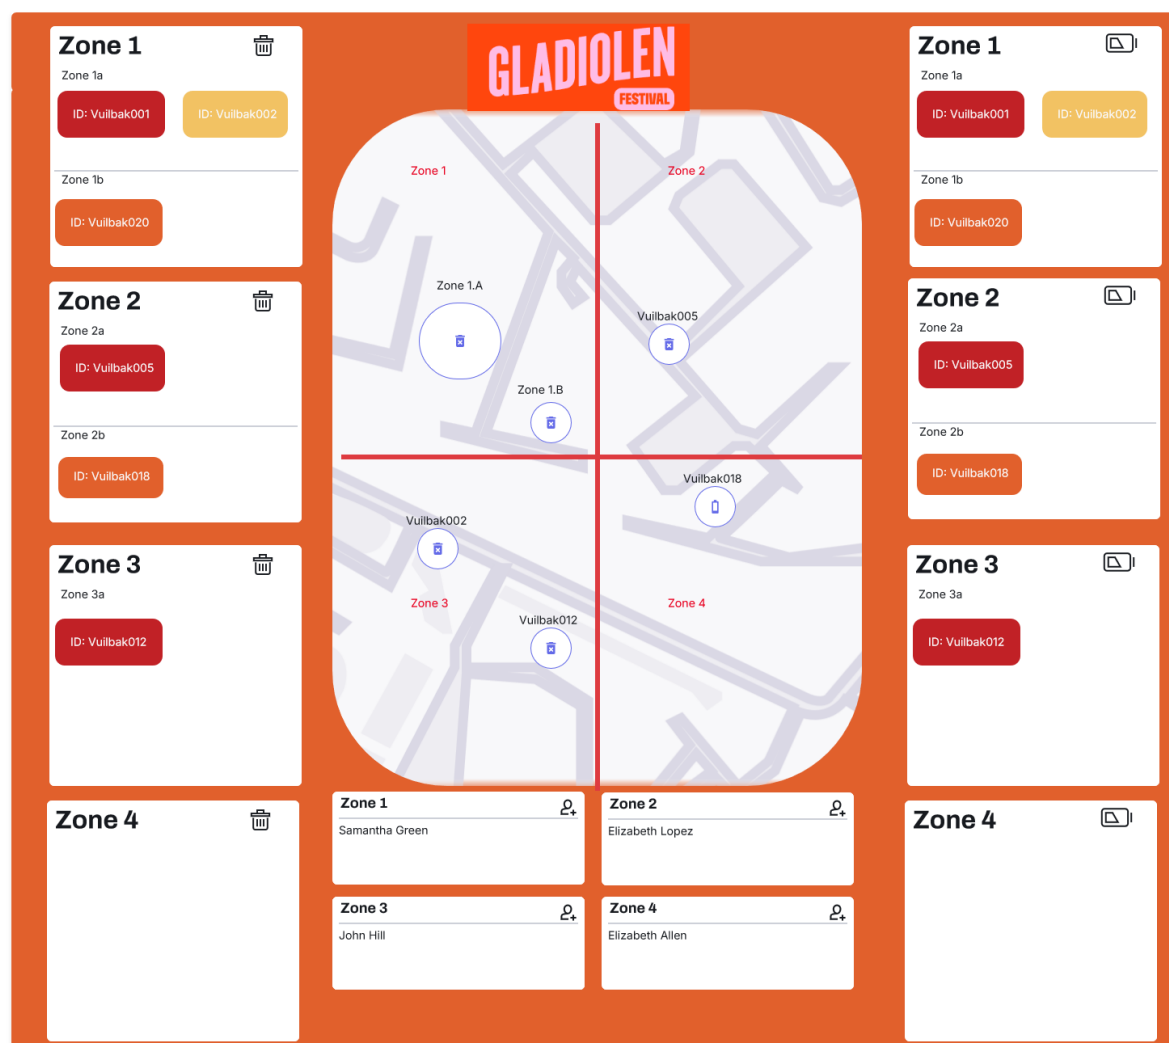 Zone 1
Zone 1a
ID: Vuilbak001
ID: Vuilbak002
Zone 1b
ID: Vuilbak020
Zone 2
Zone 2a
ID: Vuilbak005
Zone 2b
ID: Vuilbak018
Zone 3
Zone 3a
ID: Vuilbak012
Zone 4
GLADIOLEN
FESTIVAL
Zone 1
Zone 2
Zone 1.A
Vuilbak005
Zone 1.B
Vuilbak018
Vuilbak002
Zone 3
Zone 4
Vuilbak012
Zone 1
Samantha Green
Zone 2
Elizabeth Lopez
Zone 3
John Hill
Zone 4
Elizabeth Allen
Zone 1
Zone 1a
ID: Vuilbak001
ID: Vuilbak002
Zone 1b
ID: Vuilbak020
Zone 2
Zone 2a
ID: Vuilbak005
Zone 2b
ID: Vuilbak018
Zone 3
Zone 3a
ID: Vuilbak012
Zone 4